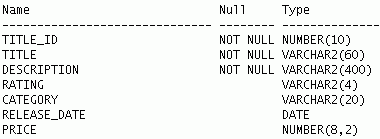 Name Null Type
------------------------------ -------- --------------------
TITLE_ID NOT NULL NUMBER(10)
TITLE NOT NULL VARCHAR2(60)
DESCRIPTION NOT NULL VARCHAR2(400)
RATING VARCHAR2(4)
CATEGORY VARCHAR2(20)
RELEASE_DATE DATE
PRICE NUMBER(8,2)